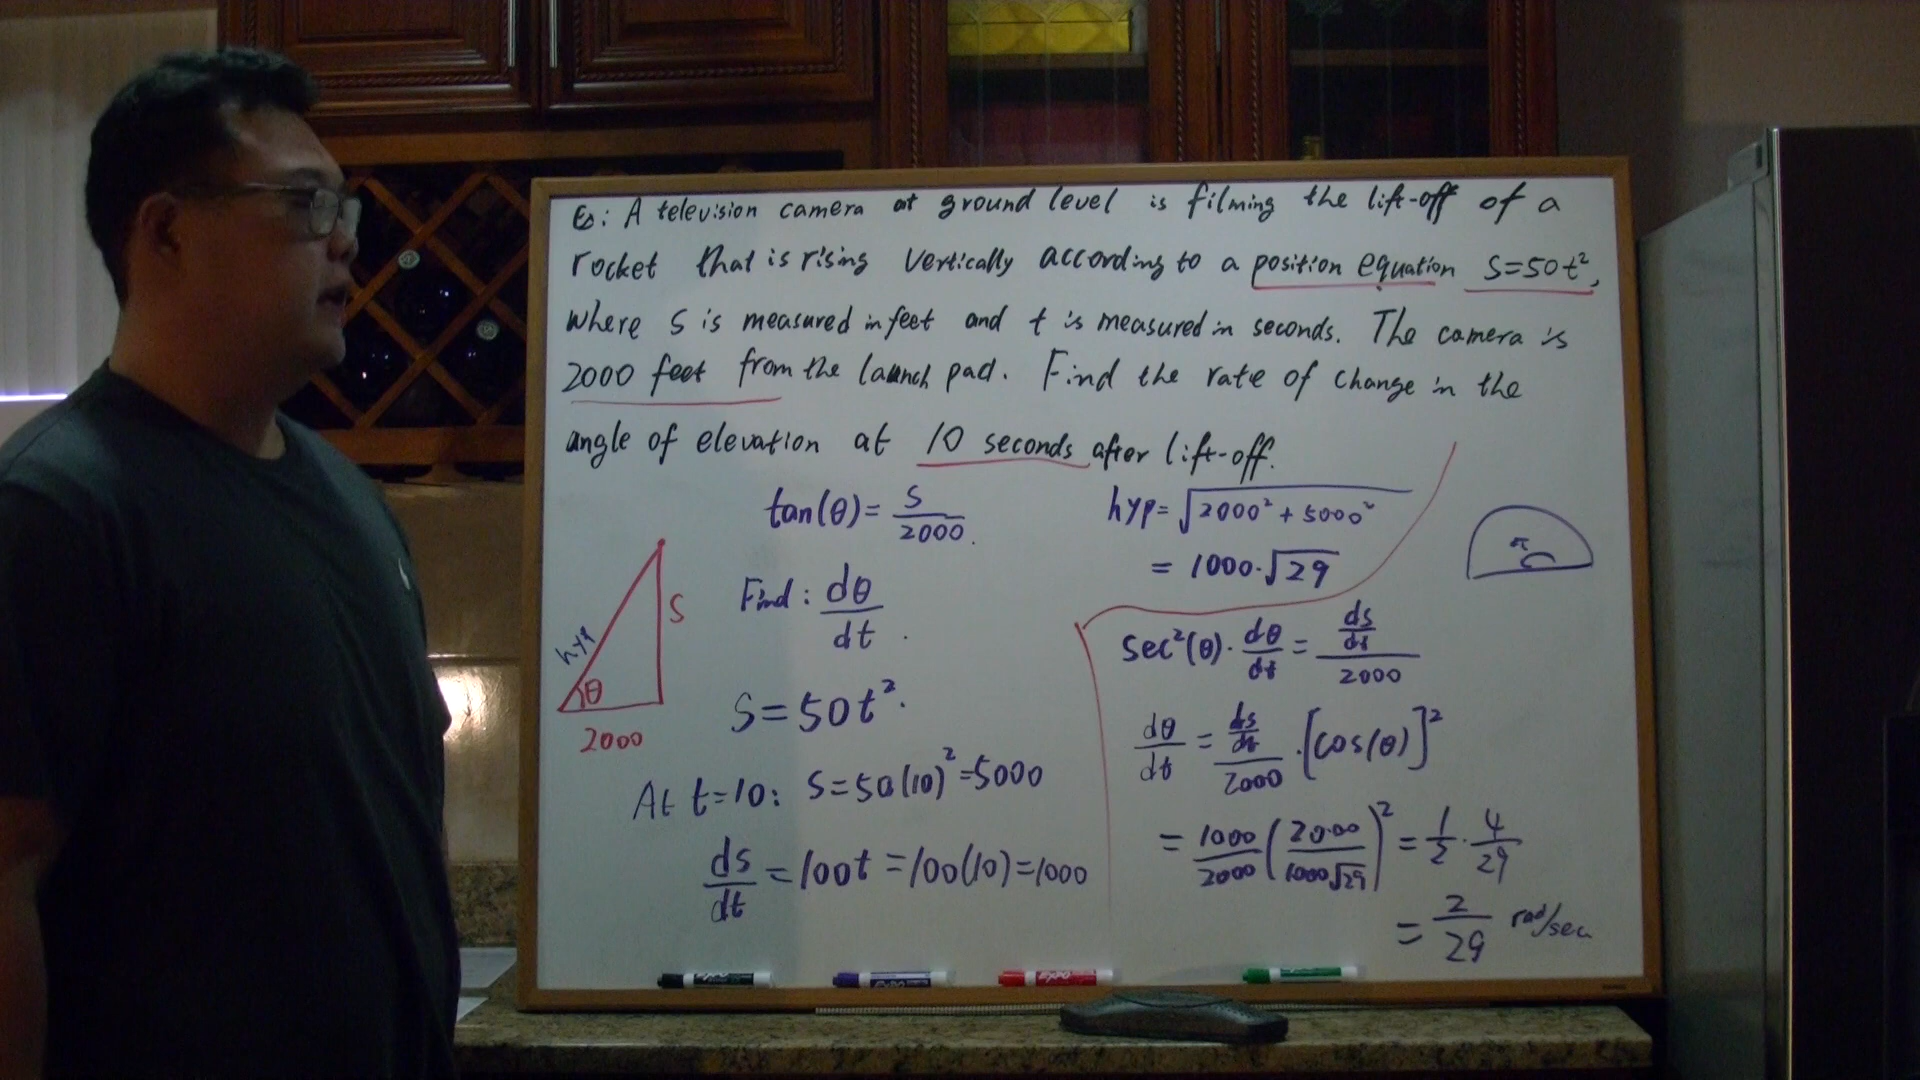 Ex: A television camera at ground level is filming the lift-off of a
rocket that is rising vertically according to a position equation S=50t²,
where S is measured in feet and t is measured in seconds. The camera is
2000 feet from the launch pad. Find the rate of change in the
angle of elevation at 10 seconds after lift-off.
tan(θ) = S/2000.
Find: dθ/dt.
S = 50t².
At t=10: S = 50(10)² = 5000
ds/dt = 100t = 100(10) = 1000
hyp
S
θ
2000
hyp = √(2000² + 5000²)
= 1000·√29
sec²(θ)·dθ/dt = (ds/dt)/2000
dθ/dt = (ds/dt)/2000 · [cos(θ)]²
= 1000/2000 (2000/(1000√29))² = 1/2 · 4/29
= 2/29 rad/sec